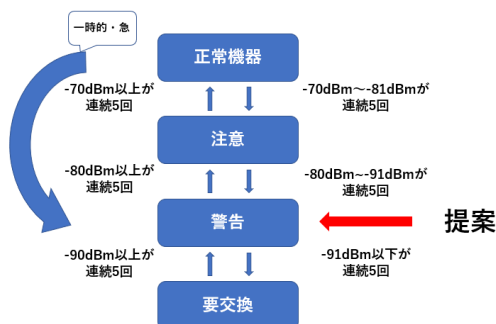 一時的・急
正常機器
-70dBm以上が
連続5回
-70dBm～-81dBmが
連続5回
注意
-80dBm以上が
連続5回
-80dBm~-91dBmが
連続5回
警告
提案
-90dBm以上が
連続5回
-91dBm以下が
連続5回
要交換